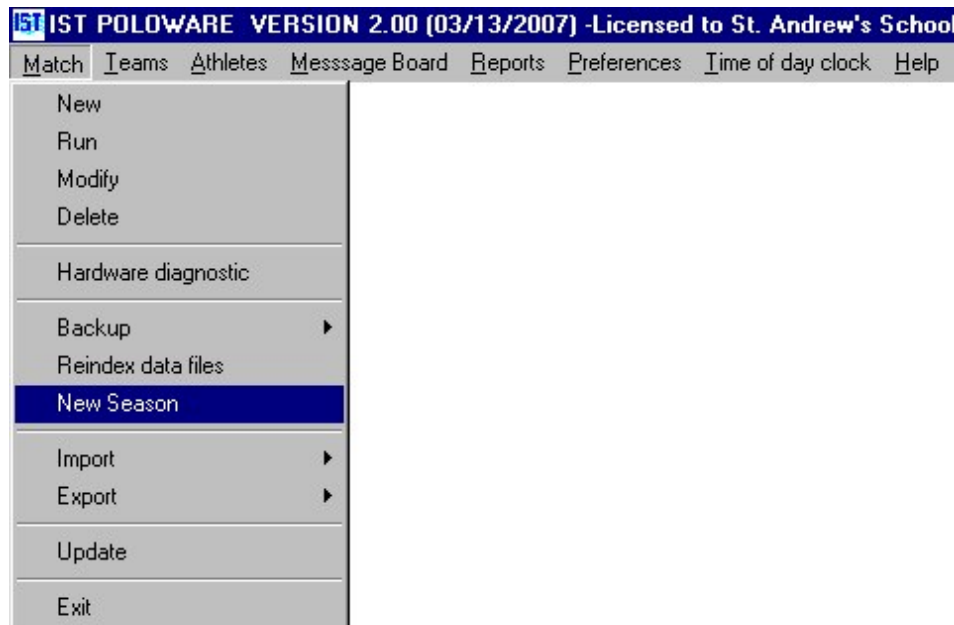 IST IST POLOWARE VERSION 2.00 (03/13/2007) -Licensed to St. Andrew's School
Match Teams Athletes Messsage Board Reports Preferences Time of day clock Help
New
Run
Modify
Delete
Hardware diagnostic
Backup
Reindex data files
New Season
Import
Export
Update
Exit